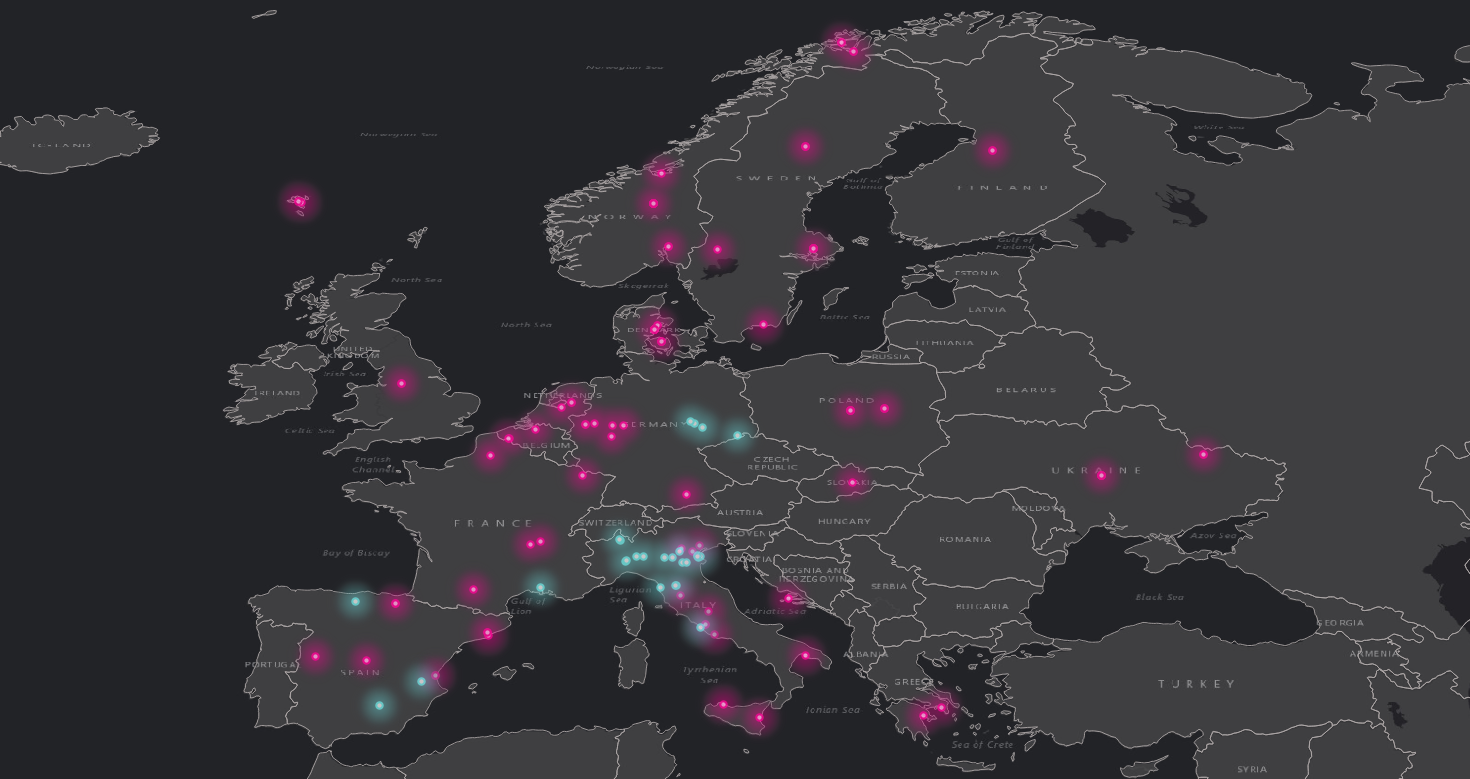 Norwegian Sea
Norwegian Sea
White Sea
ICELAND
SWEDEN
Gulf of
Bothnia
FINLAND
NORWAY
Gulf of
Finland
ESTONIA
North Sea
Skagerrak
LATVIA
Baltic Sea
North Sea
DENMARK
LITHUANIA
UNITED
KINGDOM
RUSSIA
Irish Sea
IRELAND
BELARUS
NETHERLANDS
POLAND
GERMANY
Celtic Sea
BELGIUM
English
Channel
CZECH
REPUBLIC
UKRAINE
SLOVAKIA
MOLDOVA
AUSTRIA
FRANCE
SWITZERLAND
HUNGARY
SLOVENIA
ROMANIA
Azov Sea
Bay of Biscay
CROATIA
BOSNIA AND
HERZEGOVINA
SERBIA
Ligurian
Sea
Gulf of
Lion
ITALY
Adriatic Sea
BULGARIA
Black Sea
GEORGIA
PORTUGA
SPAIN
ALBANIA
ARMENIA
Tyrrhenian
Sea
GREECE
TURKEY
Ionian Sea
Sea of Crete
SYRIA